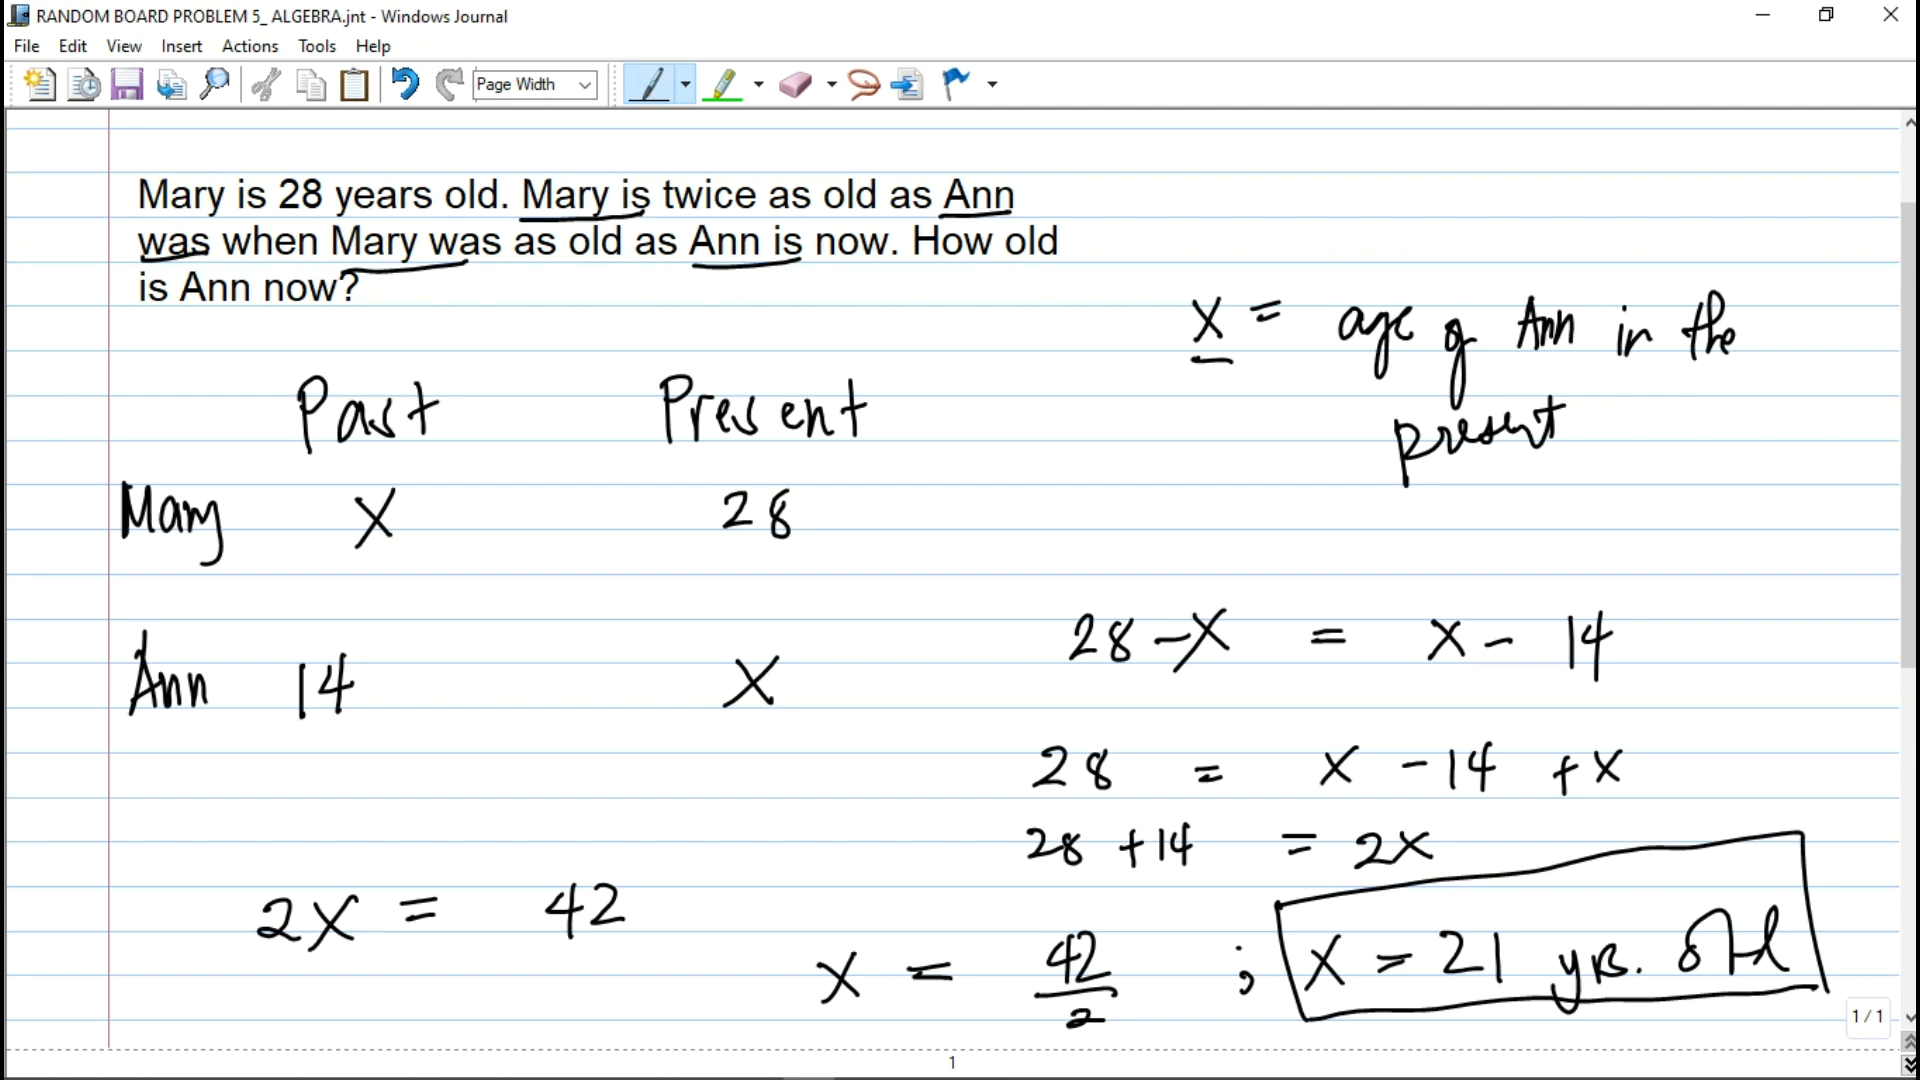 RANDOM BOARD PROBLEM 5_ ALGEBRA.jnt - Windows Journal
File Edit View Insert Actions Tools Help
Page Width
Mary is 28 years old. Mary is twice as old as Ann
was when Mary was as old as Ann is now. How old
is Ann now?
x = age of Ann in the
present
Past Present
Mary x 28
28 - x = x - 14
Ann 14 x
28 = x - 14 + x
28 + 14 = 2x
2x = 42
x = 42/2 ; x = 21 yrs. old
1 / 1
1